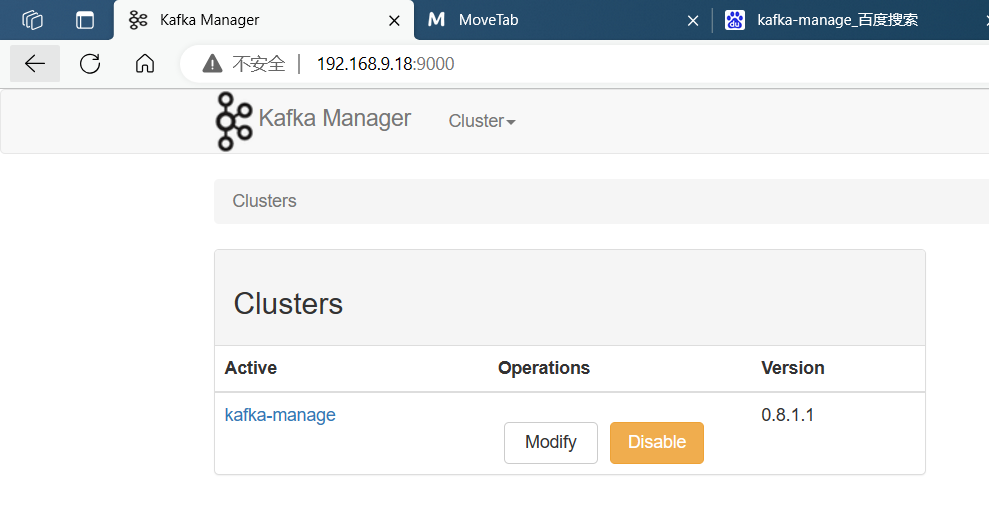 Kafka Manager
MoveTab
kafka-manage_百度搜索
不安全 | 192.168.9.18:9000
Kafka Manager Cluster
Clusters
Clusters
Active Operations Version
kafka-manage 0.8.1.1
Modify Disable